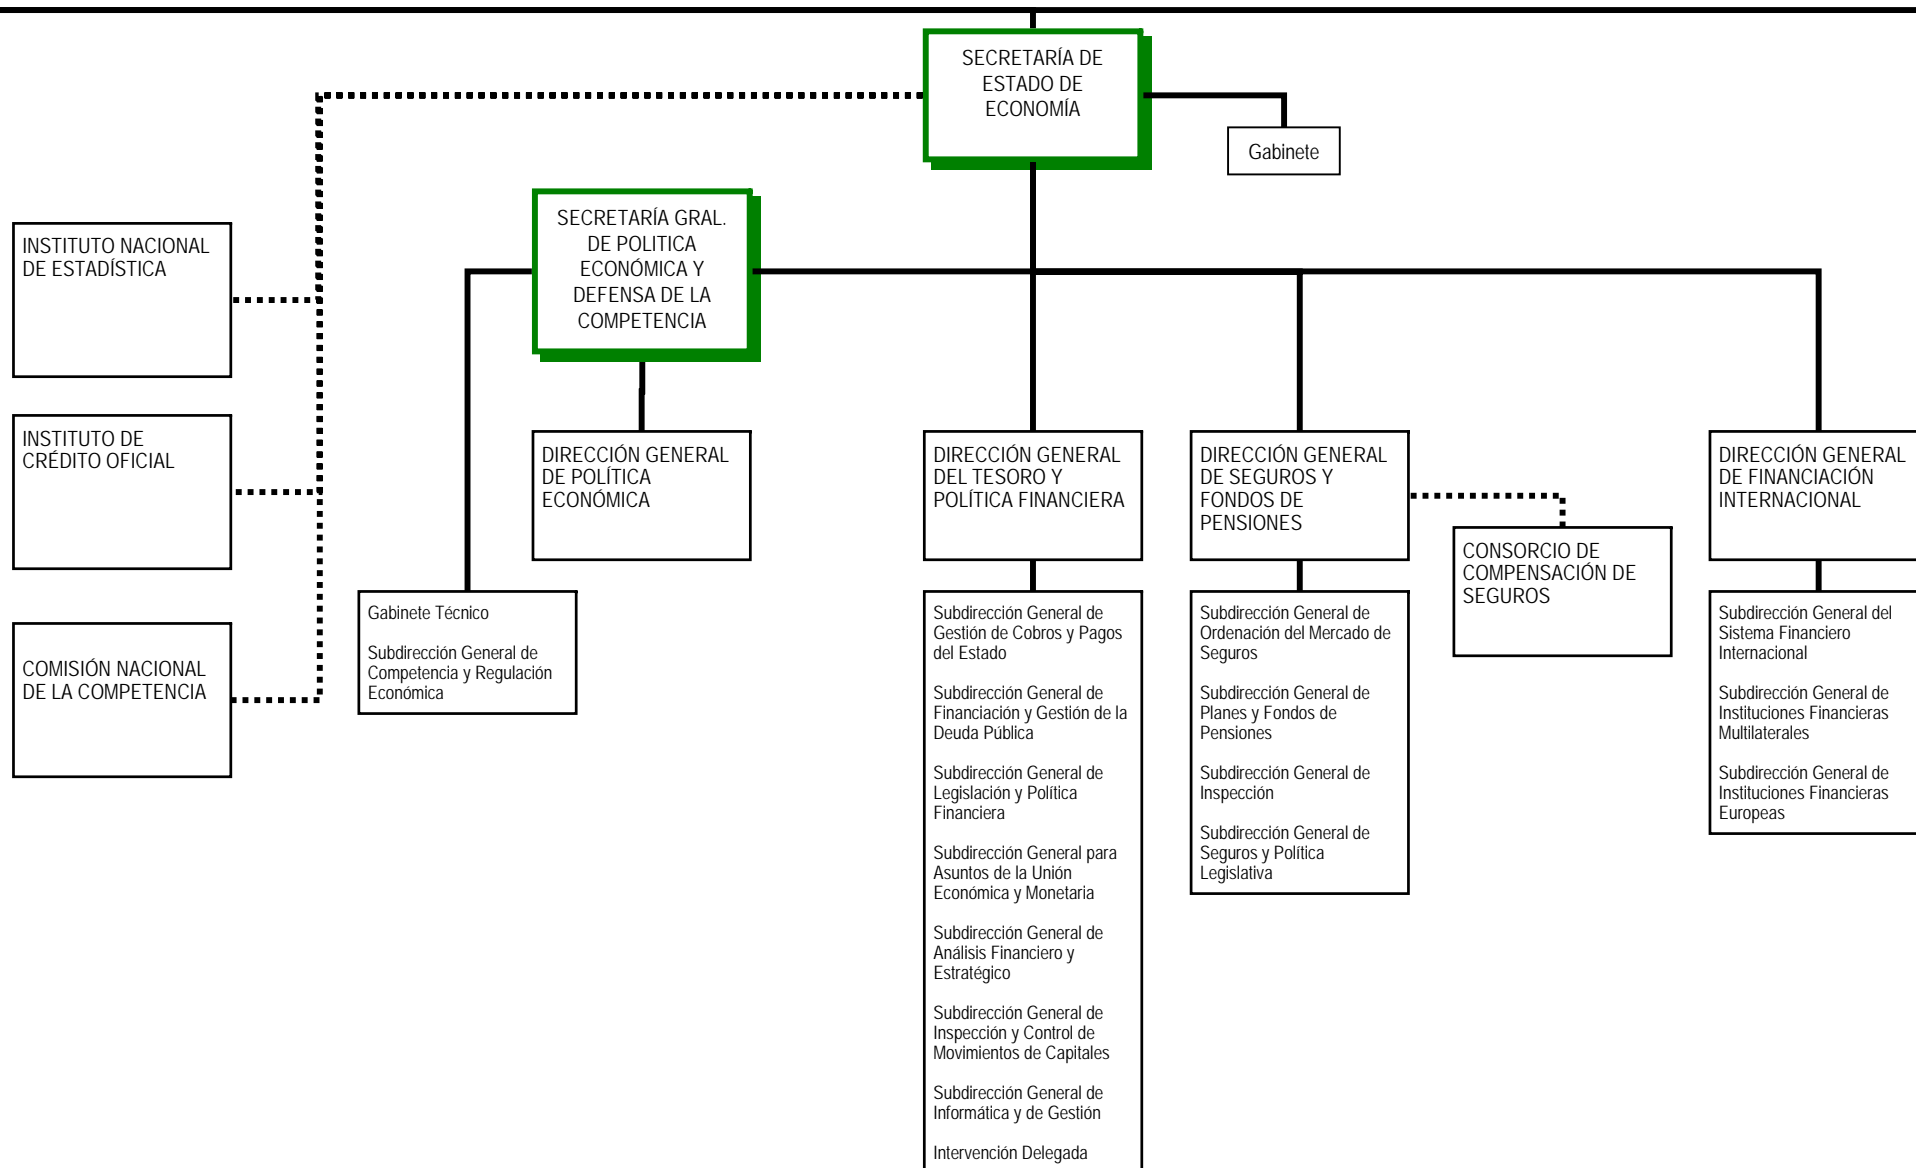 SECRETARÍA DE
ESTADO DE
ECONOMÍA
Gabinete
SECRETARÍA GRAL.
DE POLITICA
ECONÓMICA Y
DEFENSA DE LA
COMPETENCIA
INSTITUTO NACIONAL
DE ESTADÍSTICA
INSTITUTO DE
CRÉDITO OFICIAL
COMISIÓN NACIONAL
DE LA COMPETENCIA
DIRECCIÓN GENERAL
DE POLÍTICA
ECONÓMICA
Gabinete Técnico
Subdirección General de
Competencia y Regulación
Económica
DIRECCIÓN GENERAL
DEL TESORO Y
POLÍTICA FINANCIERA
Subdirección General de
Gestión de Cobros y Pagos
del Estado
Subdirección General de
Financiación y Gestión de la
Deuda Pública
Subdirección General de
Legislación y Política
Financiera
Subdirección General para
Asuntos de la Unión
Económica y Monetaria
Subdirección General de
Análisis Financiero y
Estratégico
Subdirección General de
Inspección y Control de
Movimientos de Capitales
Subdirección General de
Informática y de Gestión
Intervención Delegada
DIRECCIÓN GENERAL
DE SEGUROS Y
FONDOS DE
PENSIONES
Subdirección General de
Ordenación del Mercado de
Seguros
Subdirección General de
Planes y Fondos de
Pensiones
Subdirección General de
Inspección
Subdirección General de
Seguros y Política
Legislativa
CONSORCIO DE
COMPENSACIÓN DE
SEGUROS
DIRECCIÓN GENERAL
DE FINANCIACIÓN
INTERNACIONAL
Subdirección General del
Sistema Financiero
Internacional
Subdirección General de
Instituciones Financieras
Multilaterales
Subdirección General de
Instituciones Financieras
Europeas